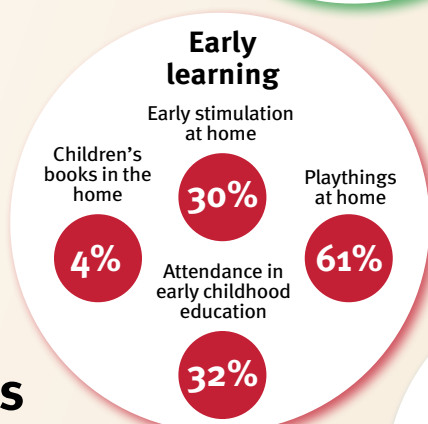 Early
learning
Early stimulation
at home
30%
Children’s
books in the
home
4%
Playthings
at home
61%
Attendance in
early childhood
education
32%
s